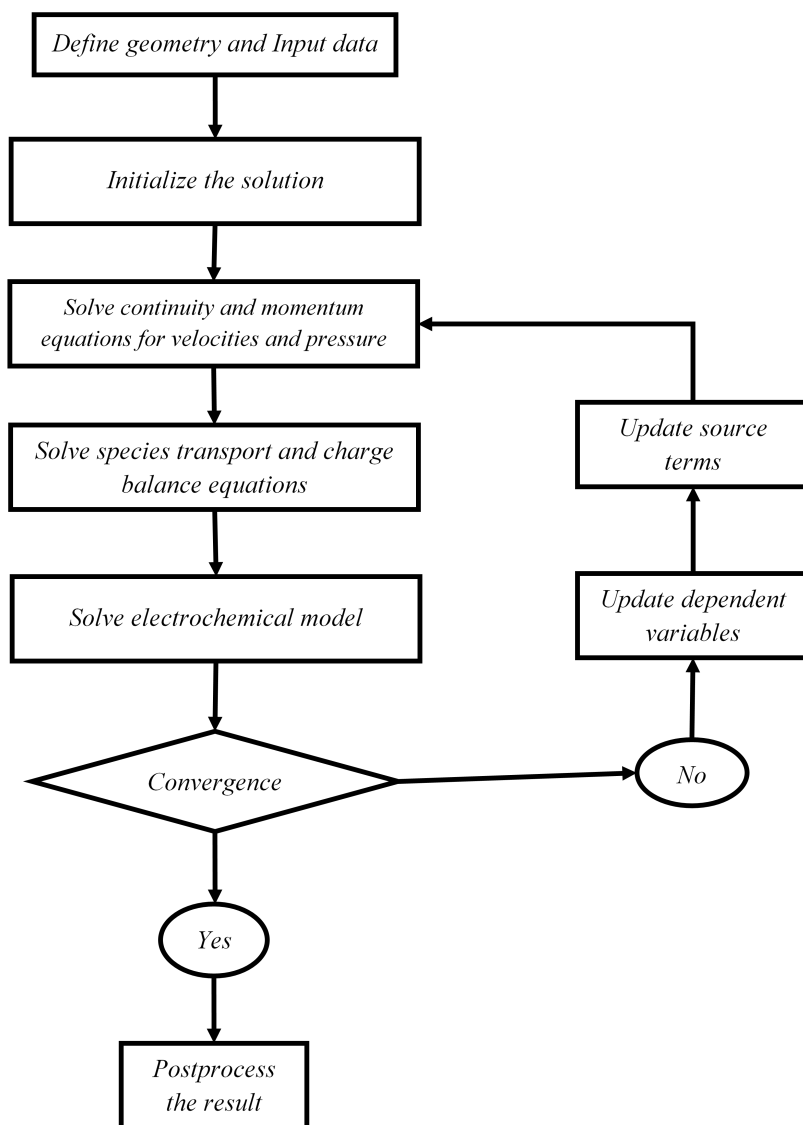 Define geometry and Input data
Initialize the solution
Solve continuity and momentum
equations for velocities and pressure
Solve species transport and charge
balance equations
Solve electrochemical model
Convergence
No
Update dependent
variables
Update source
terms
Yes
Postprocess
the result